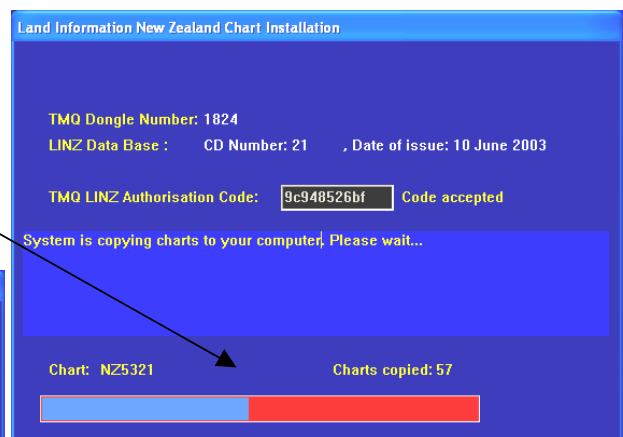 Land Information New Zealand Chart Installation
TMQ Dongle Number: 1824
LINZ Data Base : CD Number: 21 , Date of issue: 10 June 2003
TMQ LINZ Authorisation Code: 9c948526bf Code accepted
System is copying charts to your computer. Please wait...
Chart: NZ5321 Charts copied: 57